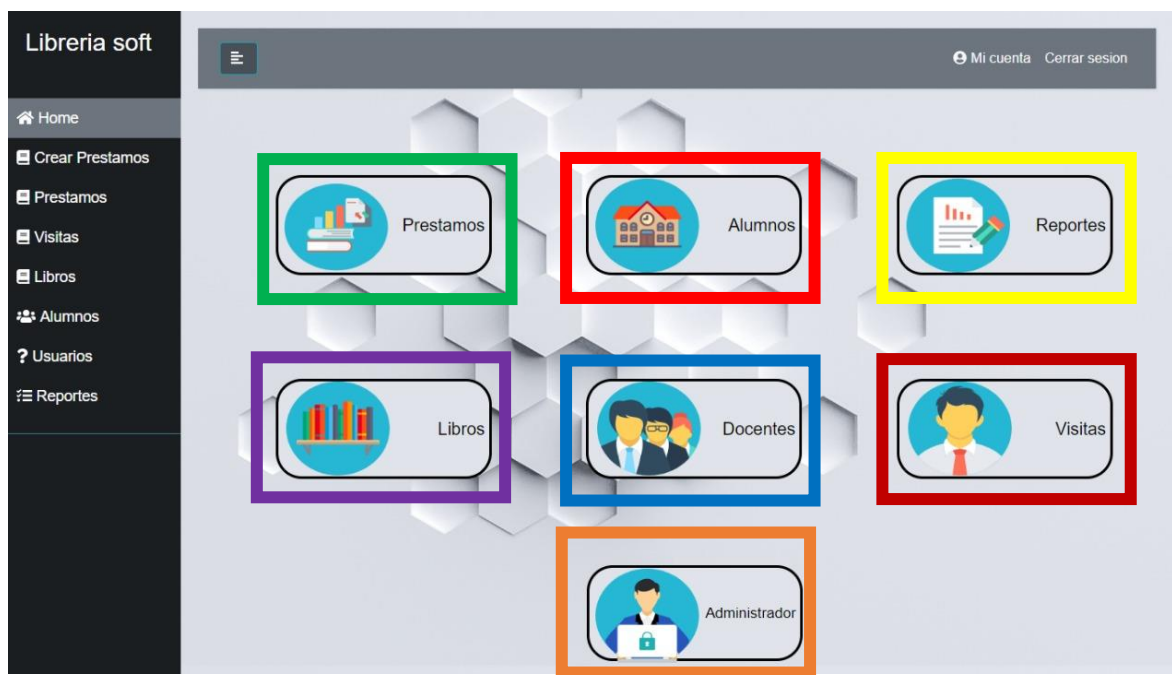 Libreria soft
Mi cuenta Cerrar sesion
Home
Crear Prestamos
Prestamos
Visitas
Libros
Alumnos
Usuarios
Reportes
Prestamos
Alumnos
Reportes
Libros
Docentes
Visitas
Administrador